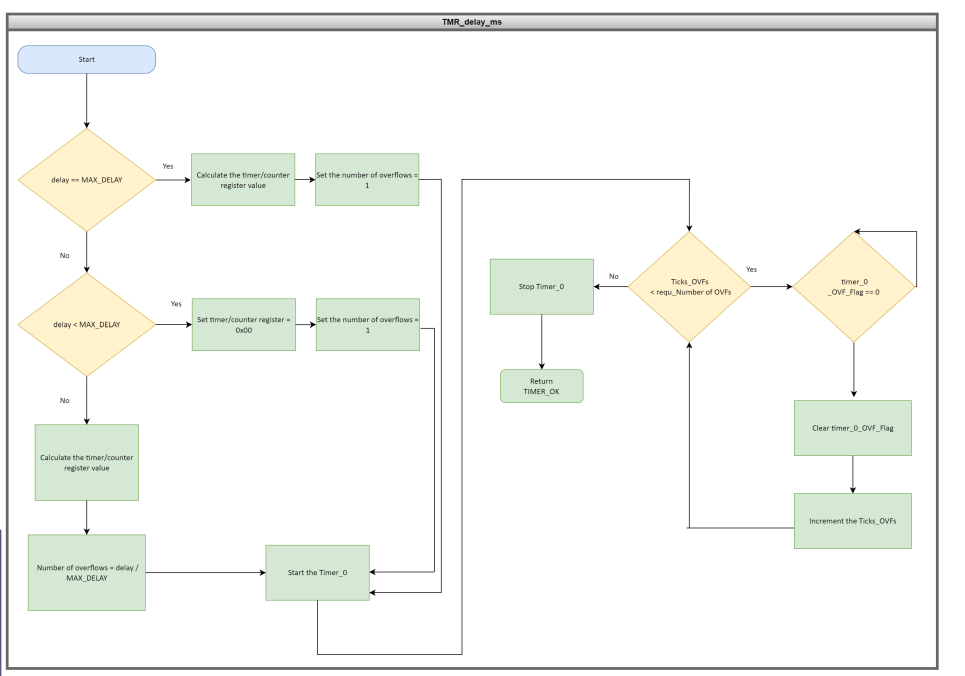 TMR_delay_ms
Start
delay == MAX_DELAY
Yes
Calculate the timer/counter
register value
Set the number of overflows =
1
No
delay < MAX_DELAY
Yes
Set timer/counter register =
0x00
Set the number of overflows =
1
No
Calculate the timer/counter
register value
Number of overflows = delay /
MAX_DELAY
Start the Timer_0
Ticks_OVFs
< requ_Number of OVFs
No
Stop Timer_0
Return
TIMER_OK
Yes
timer_0
_OVF_Flag == 0
Clear timer_0_OVF_Flag
Increment the Ticks_OVFs